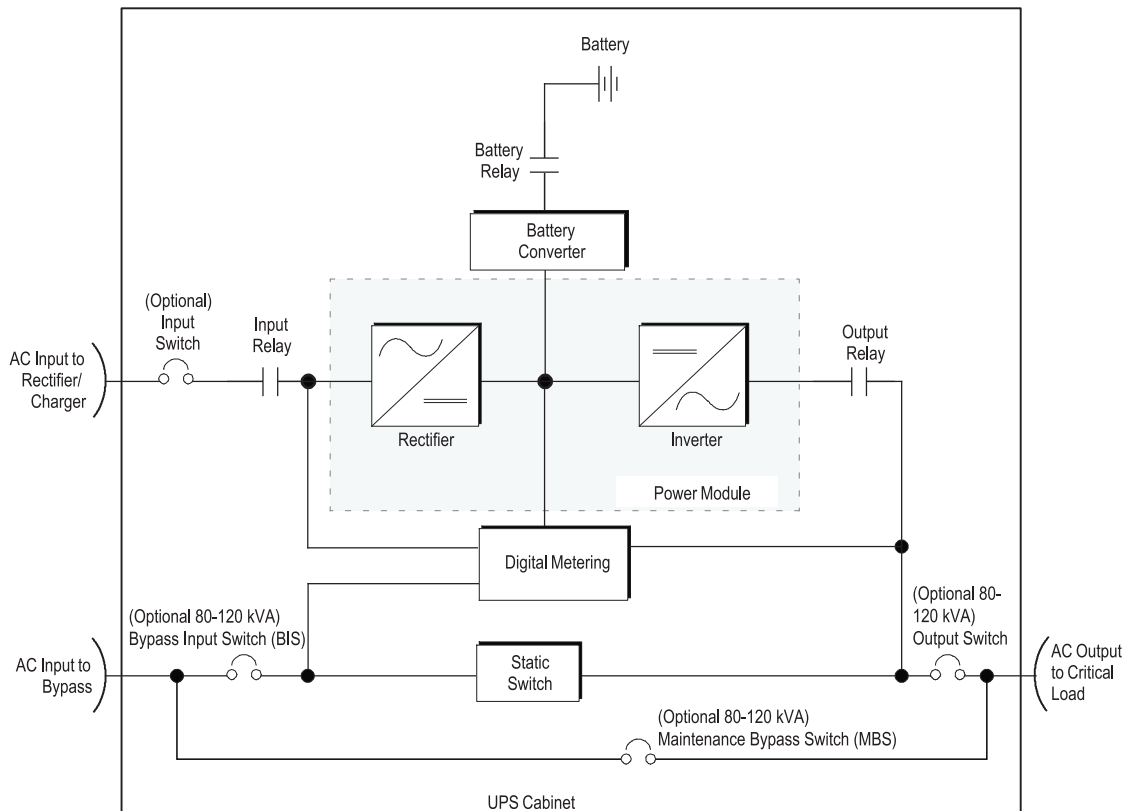 Battery
Battery
Relay
Battery
Converter
(Optional)
Input
Switch
Input
Relay
Output
Relay
AC Input to
Rectifier/
Charger
Rectifier
Inverter
Power Module
Digital Metering
(Optional 80-120 kVA)
Bypass Input Switch (BIS)
(Optional 80-
120 kVA)
Output Switch
AC Input to
Bypass
Static
Switch
AC Output
to Critical
Load
(Optional 80-120 kVA)
Maintenance Bypass Switch (MBS)
UPS Cabinet